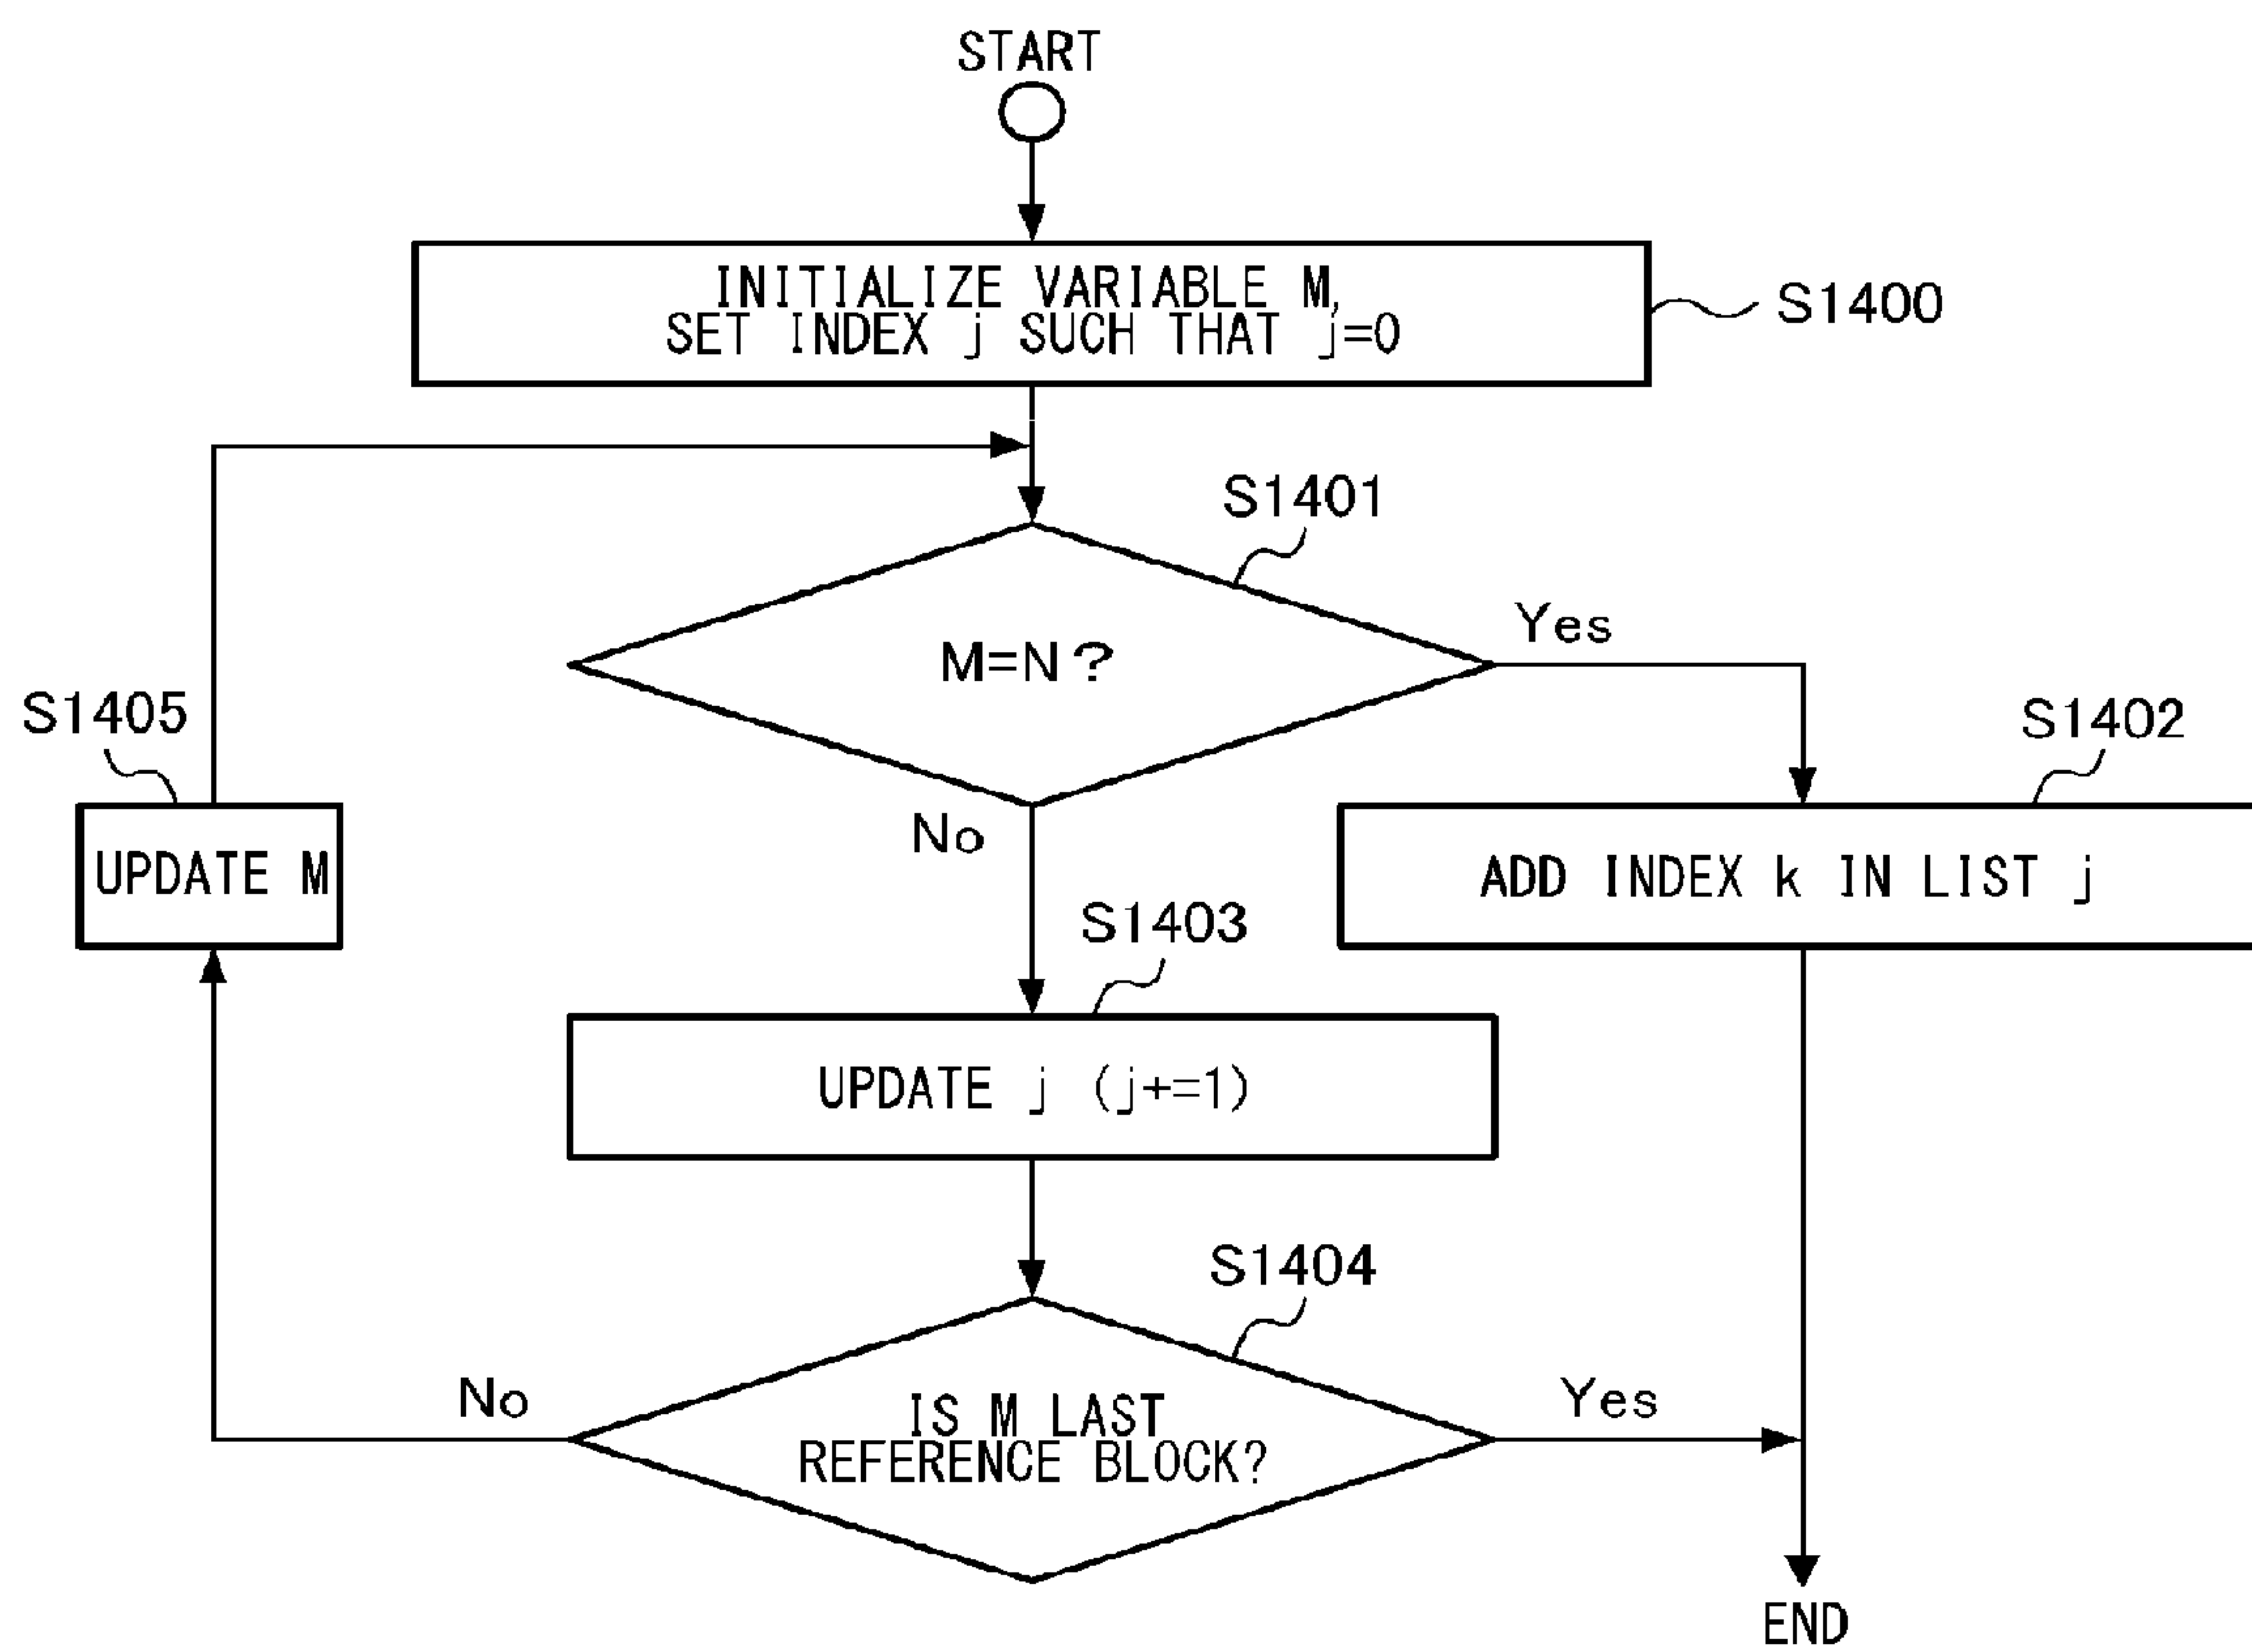 START
INITIALIZE VARIABLE M,
SET INDEX j SUCH THAT j=0
S1400
S1401
M=N?
Yes
No
S1405
UPDATE M
S1402
ADD INDEX k IN LIST j
S1403
UPDATE j (j+=1)
S1404
IS M LAST
REFERENCE BLOCK?
No
Yes
END